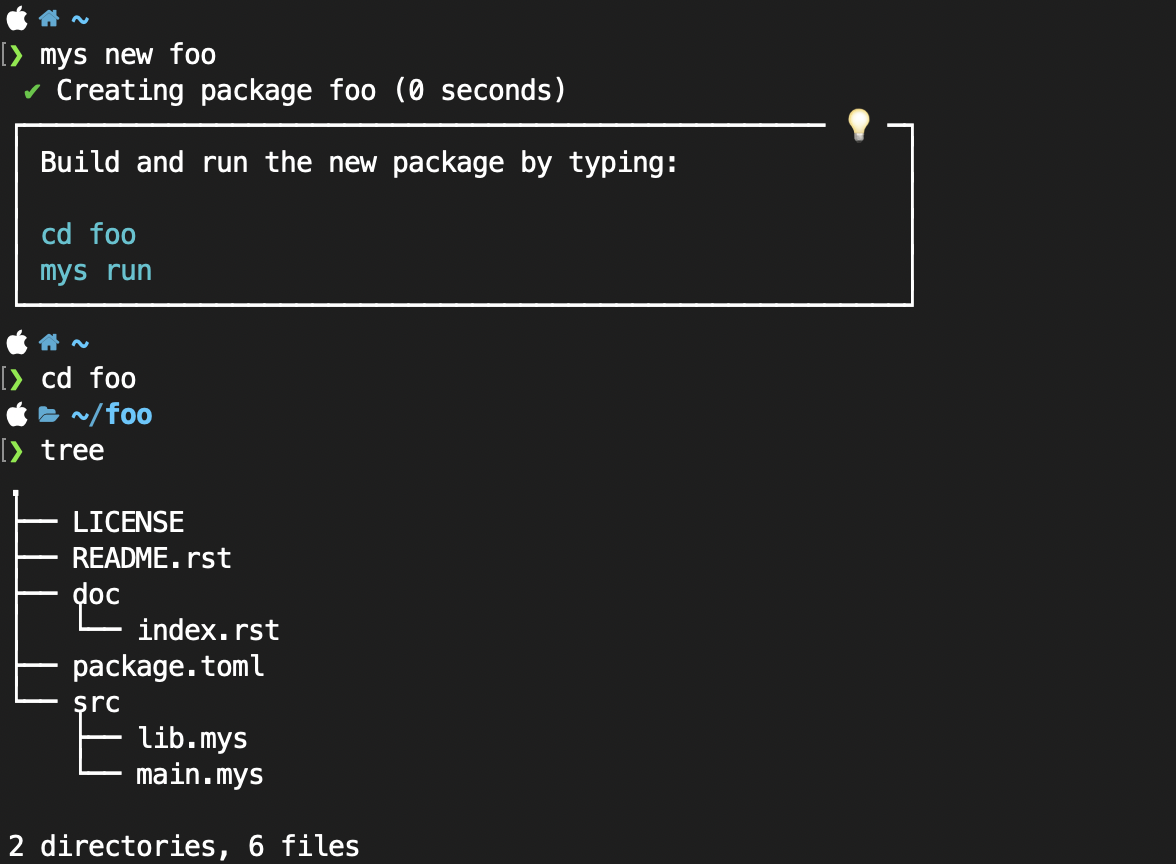 ~
❯ mys new foo
✔ Creating package foo (0 seconds)
Build and run the new package by typing:
cd foo
mys run
~
❯ cd foo
~/foo
❯ tree
.
├── LICENSE
├── README.rst
├── doc
│   └── index.rst
├── package.toml
└── src
    ├── lib.mys
    └── main.mys
2 directories, 6 files